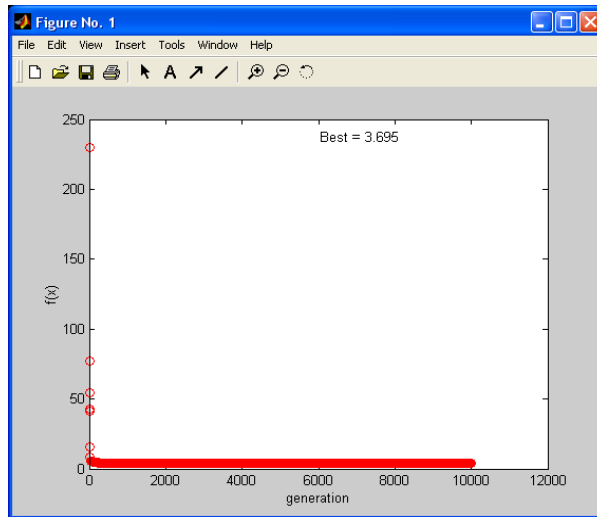 Figure No. 1
File Edit View Insert Tools Window Help
A
Best = 3.695
250
200
150
100
50
0
f(x)
0 2000 4000 6000 8000 10000 12000
generation